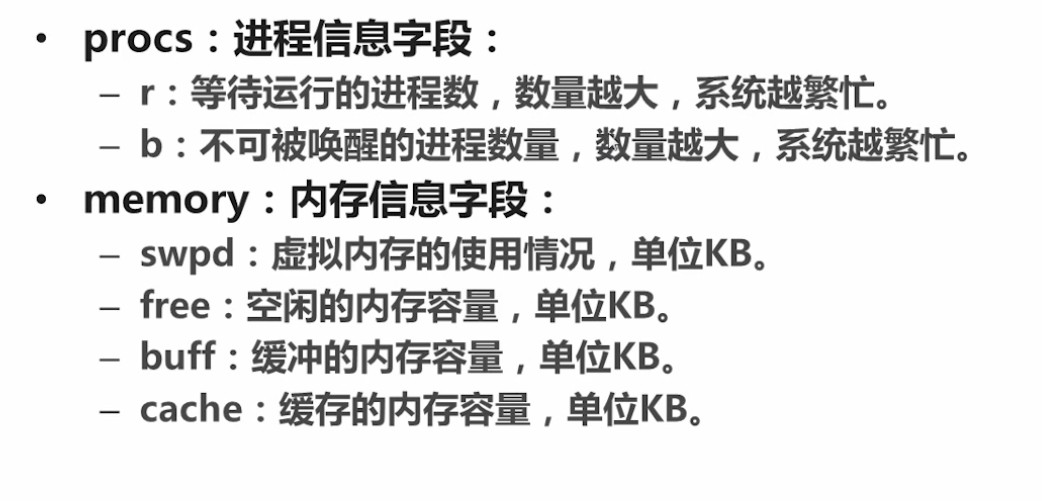 • procs：进程信息字段：
– r：等待运行的进程数，数量越大，系统越繁忙。
– b：不可被唤醒的进程数量，数量越大，系统越繁忙。
• memory：内存信息字段：
– swpd：虚拟内存的使用情况，单位KB。
– free：空闲的内存容量，单位KB。
– buff：缓冲的内存容量，单位KB。
– cache：缓存的内存容量，单位KB。